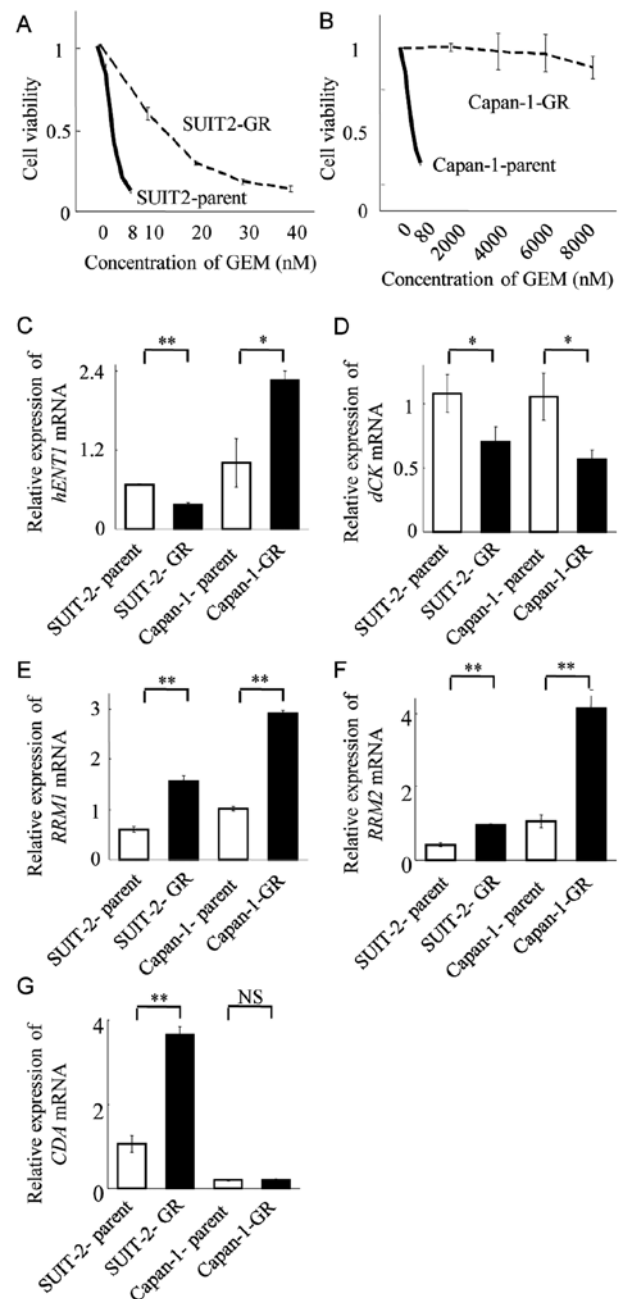 A
Cell viability
1
0.5
0
SUIT2-GR
SUIT2-parent
0 8 10 20 30 40
Concentration of GEM (nM)
B
Cell viability
1
0.5
0
Capan-1-GR
Capan-1-parent
0 80 2000 4000 6000 8000
Concentration of GEM (nM)
C
Relative expression of
hENT1 mRNA
2.4
1.2
0
** *
SUIT-2- parent
SUIT-2- GR
Capan-1- parent
Capan-1-GR
D
Relative expression of
dCK mRNA
1
0.5
0
* *
SUIT-2- parent
SUIT-2- GR
Capan-1- parent
Capan-1-GR
E
Relative expression of
RRM1 mRNA
3
2
1
0
** **
SUIT-2- parent
SUIT-2- GR
Capan-1- parent
Capan-1-GR
F
Relative expression of
RRM2 mRNA
4
2
0
** **
SUIT-2- parent
SUIT-2- GR
Capan-1- parent
Capan-1-GR
G
Relative expression of
CDA mRNA
4
2
0
** NS
SUIT-2- parent
SUIT-2- GR
Capan-1- parent
Capan-1-GR